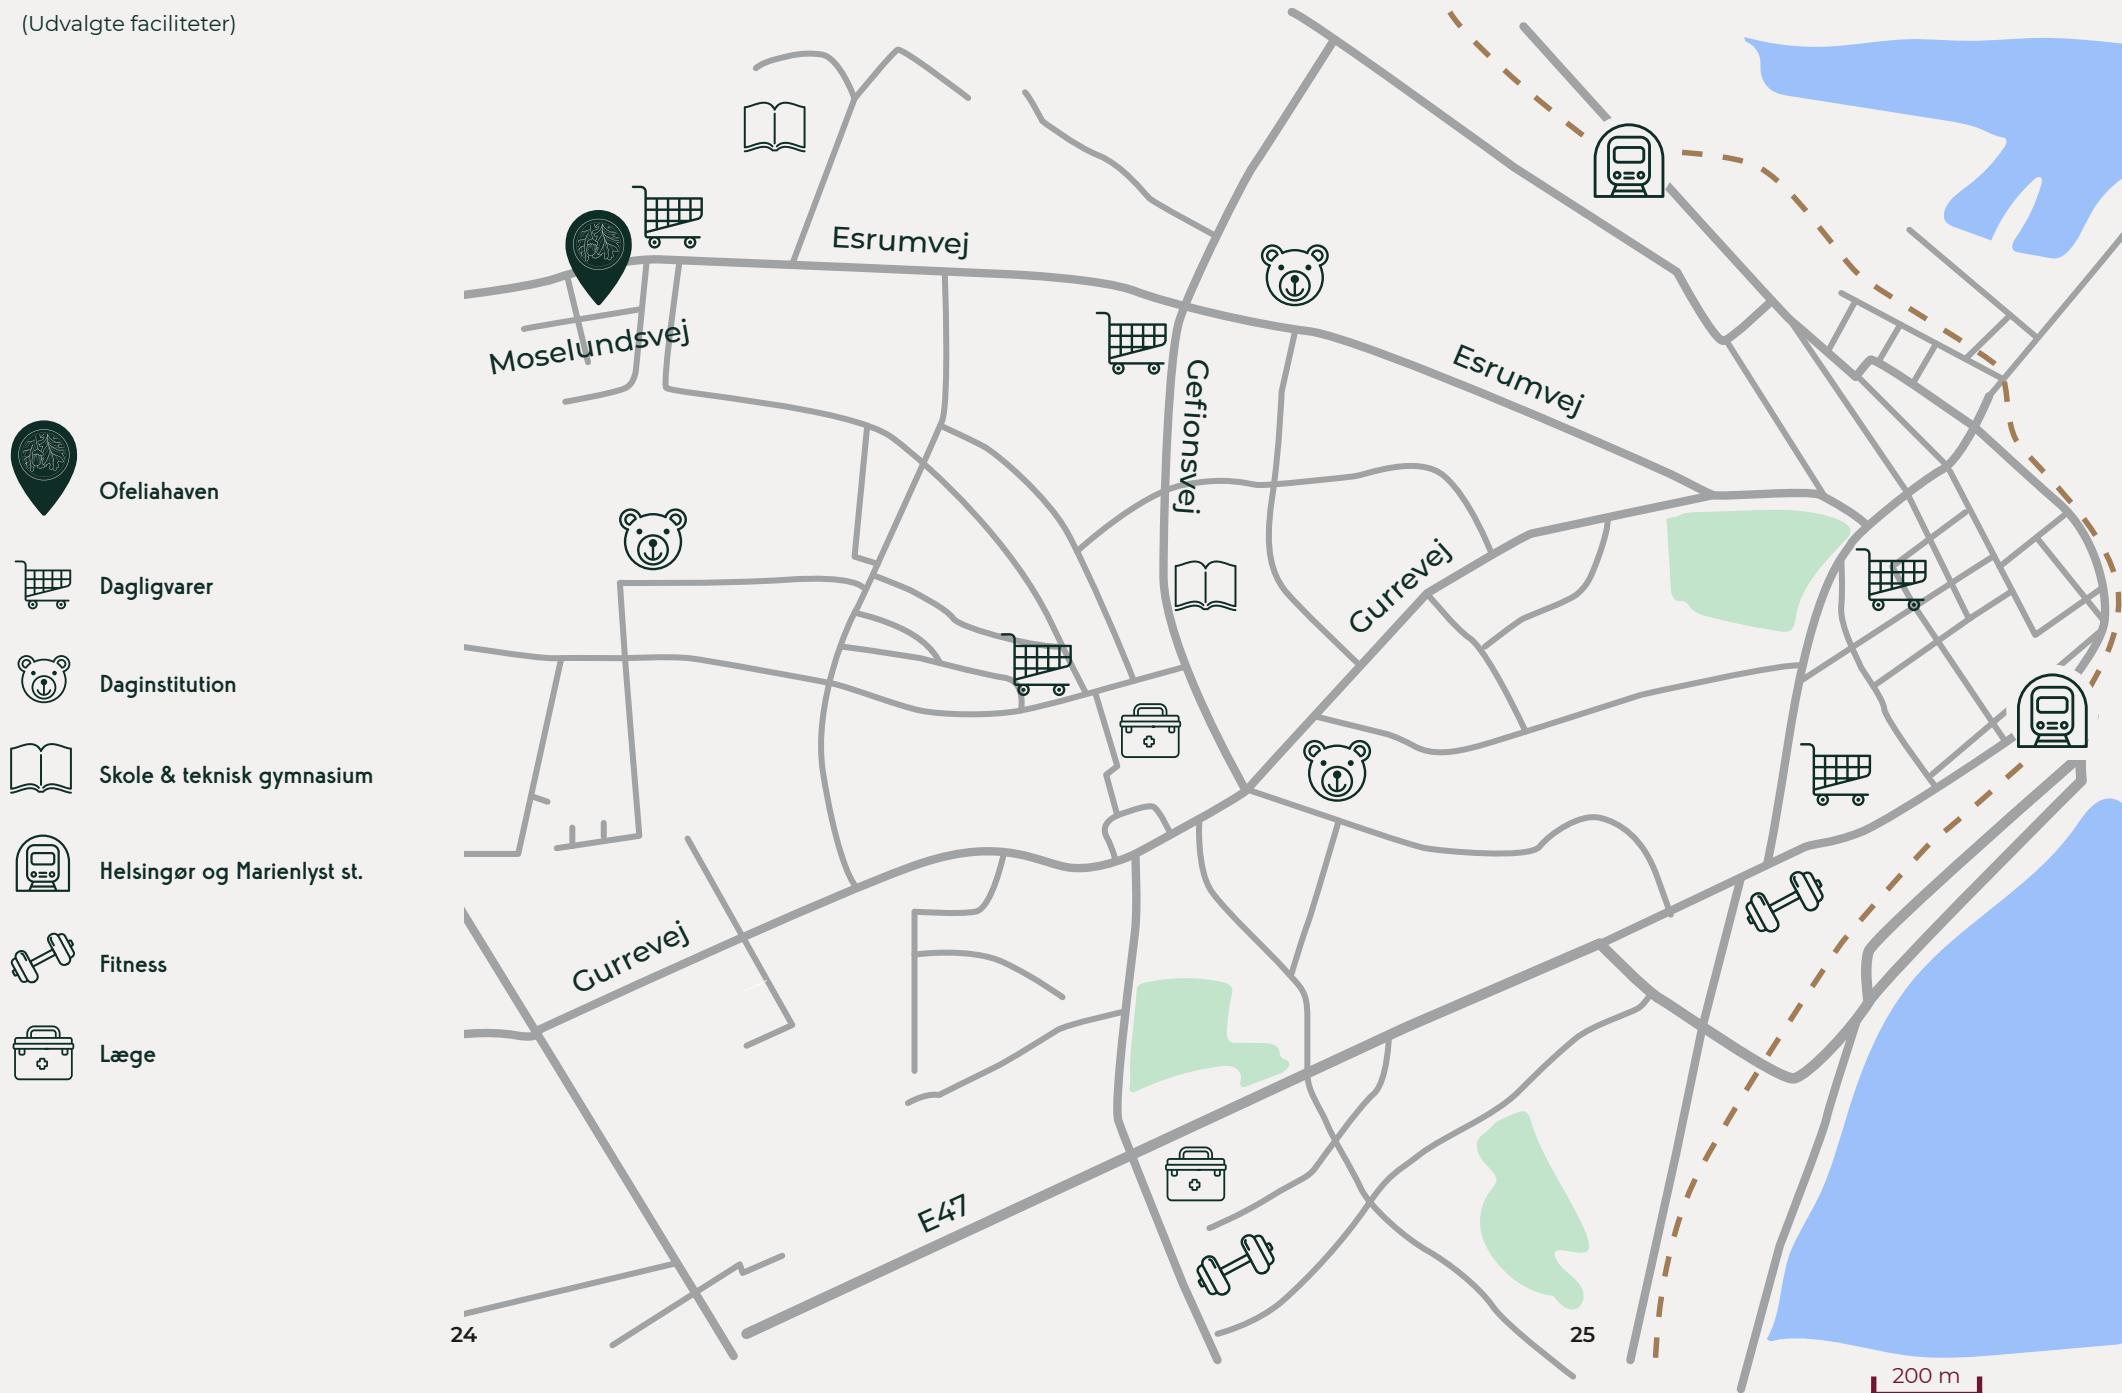 (Udvalgte faciliteter)
Esrumvej
Moselundsvej
Esrumvej
Gefionsvej
Ofeliahaven
Dagligvarer
Gurrevej
Daginstitution
Skole & teknisk gymnasium
Helsingør og Marienlyst st.
Fitness
Gurrevej
Læge
E47
24
25
200 m